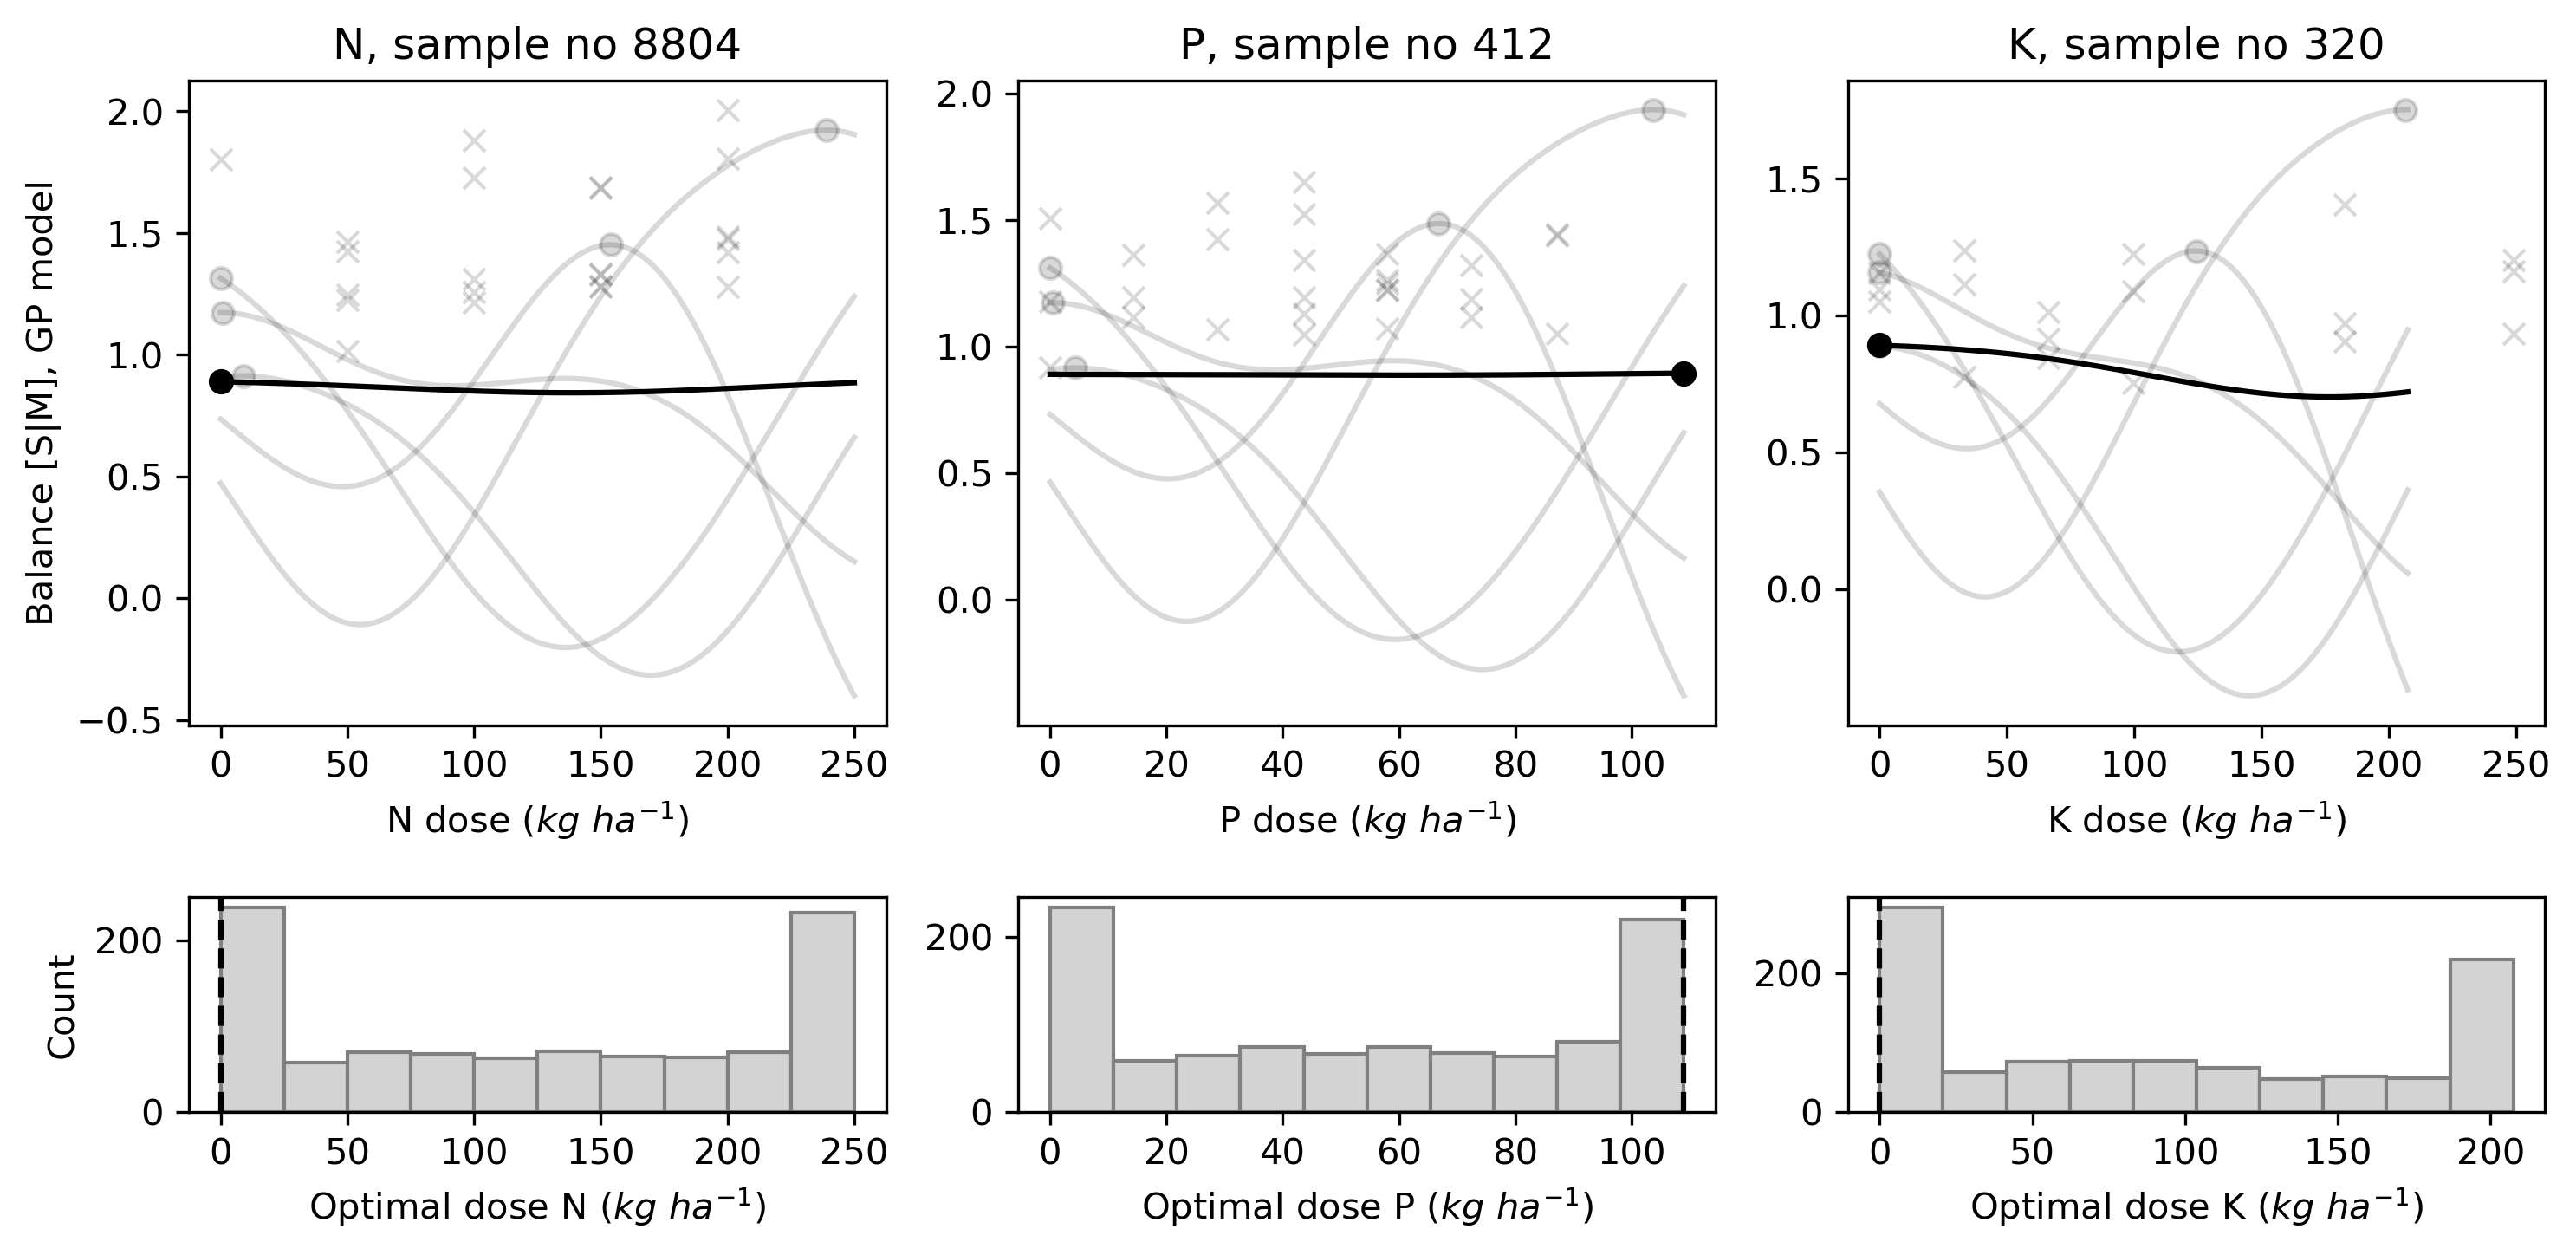 N, sample no 8804
P, sample no 412
K, sample no 320
Balance [S|M], GP model
2.0
1.5
1.0
0.5
0.0
−0.5
0 50 100 150 200 250
N dose (kg ha⁻¹)
2.0
1.5
1.0
0.5
0.0
0 20 40 60 80 100
P dose (kg ha⁻¹)
1.5
1.0
0.5
0.0
0 50 100 150 200 250
K dose (kg ha⁻¹)
Count
200
0
0 50 100 150 200 250
Optimal dose N (kg ha⁻¹)
200
0
0 20 40 60 80 100
Optimal dose P (kg ha⁻¹)
200
0
0 50 100 150 200
Optimal dose K (kg ha⁻¹)